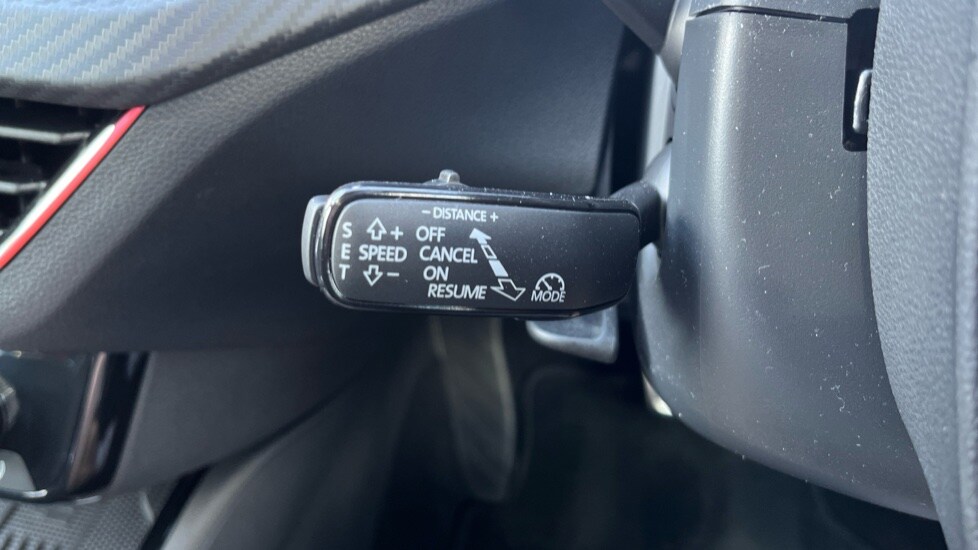 − DISTANCE +
S + OFF
E SPEED CANCEL
T − ON
RESUME MODE